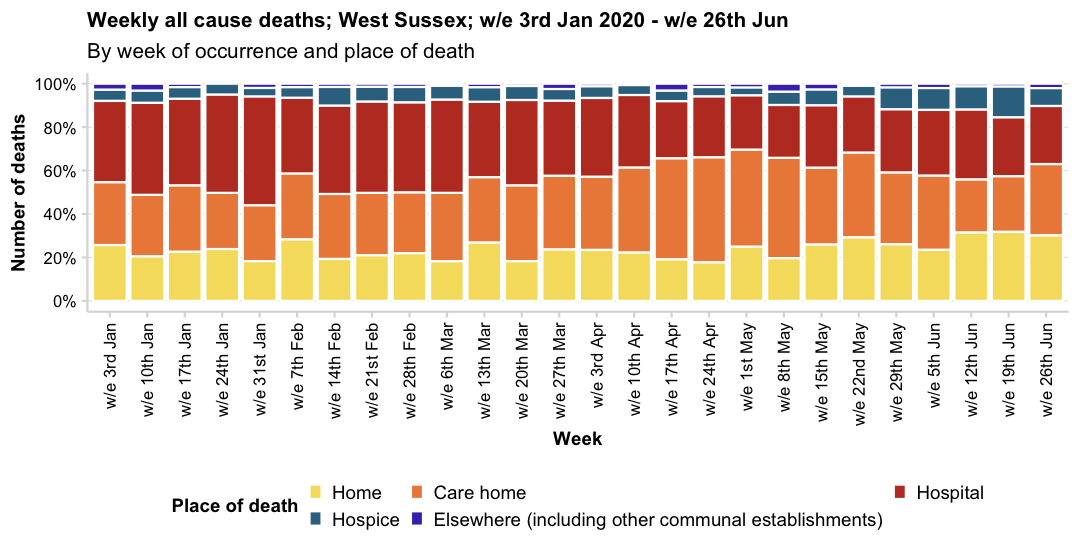 Weekly all cause deaths; West Sussex; w/e 3rd Jan 2020 - w/e 26th Jun
By week of occurrence and place of death
Number of deaths
100%
80%
60%
40%
20%
0%
w/e 3rd Jan
w/e 10th Jan
w/e 17th Jan
w/e 24th Jan
w/e 31st Jan
w/e 7th Feb
w/e 14th Feb
w/e 21st Feb
w/e 28th Feb
w/e 6th Mar
w/e 13th Mar
w/e 20th Mar
w/e 27th Mar
w/e 3rd Apr
w/e 10th Apr
w/e 17th Apr
w/e 24th Apr
w/e 1st May
w/e 8th May
w/e 15th May
w/e 22nd May
w/e 29th May
w/e 5th Jun
w/e 12th Jun
w/e 19th Jun
w/e 26th Jun
Week
Place of death
Home
Care home
Hospital
Hospice
Elsewhere (including other communal establishments)